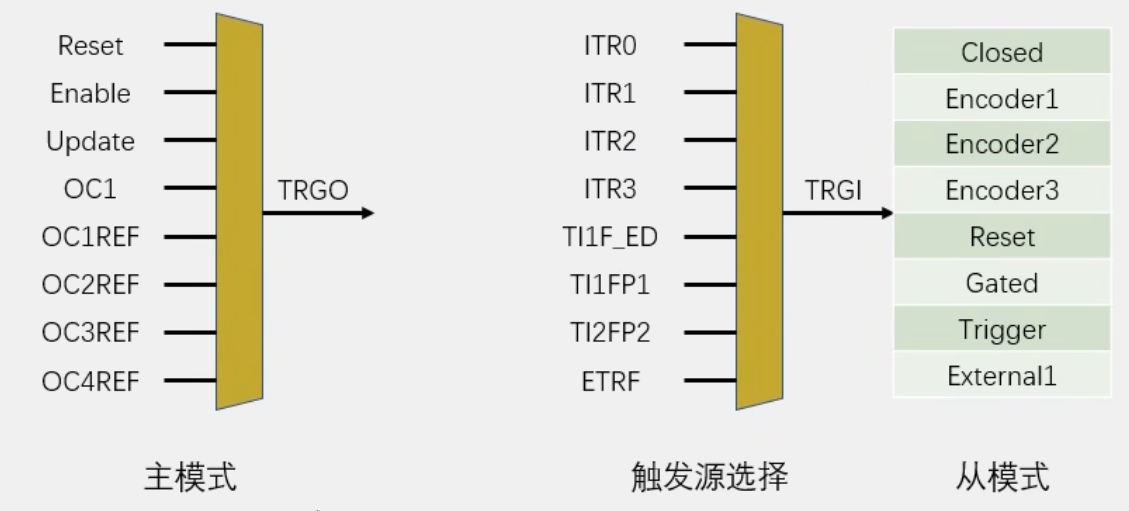 Reset
Enable
Update
OC1
OC1REF
OC2REF
OC3REF
OC4REF
TRGO
主模式
ITR0
ITR1
ITR2
ITR3
TI1F_ED
TI1FP1
TI2FP2
ETRF
TRGI
触发源选择
Closed
Encoder1
Encoder2
Encoder3
Reset
Gated
Trigger
External1
从模式